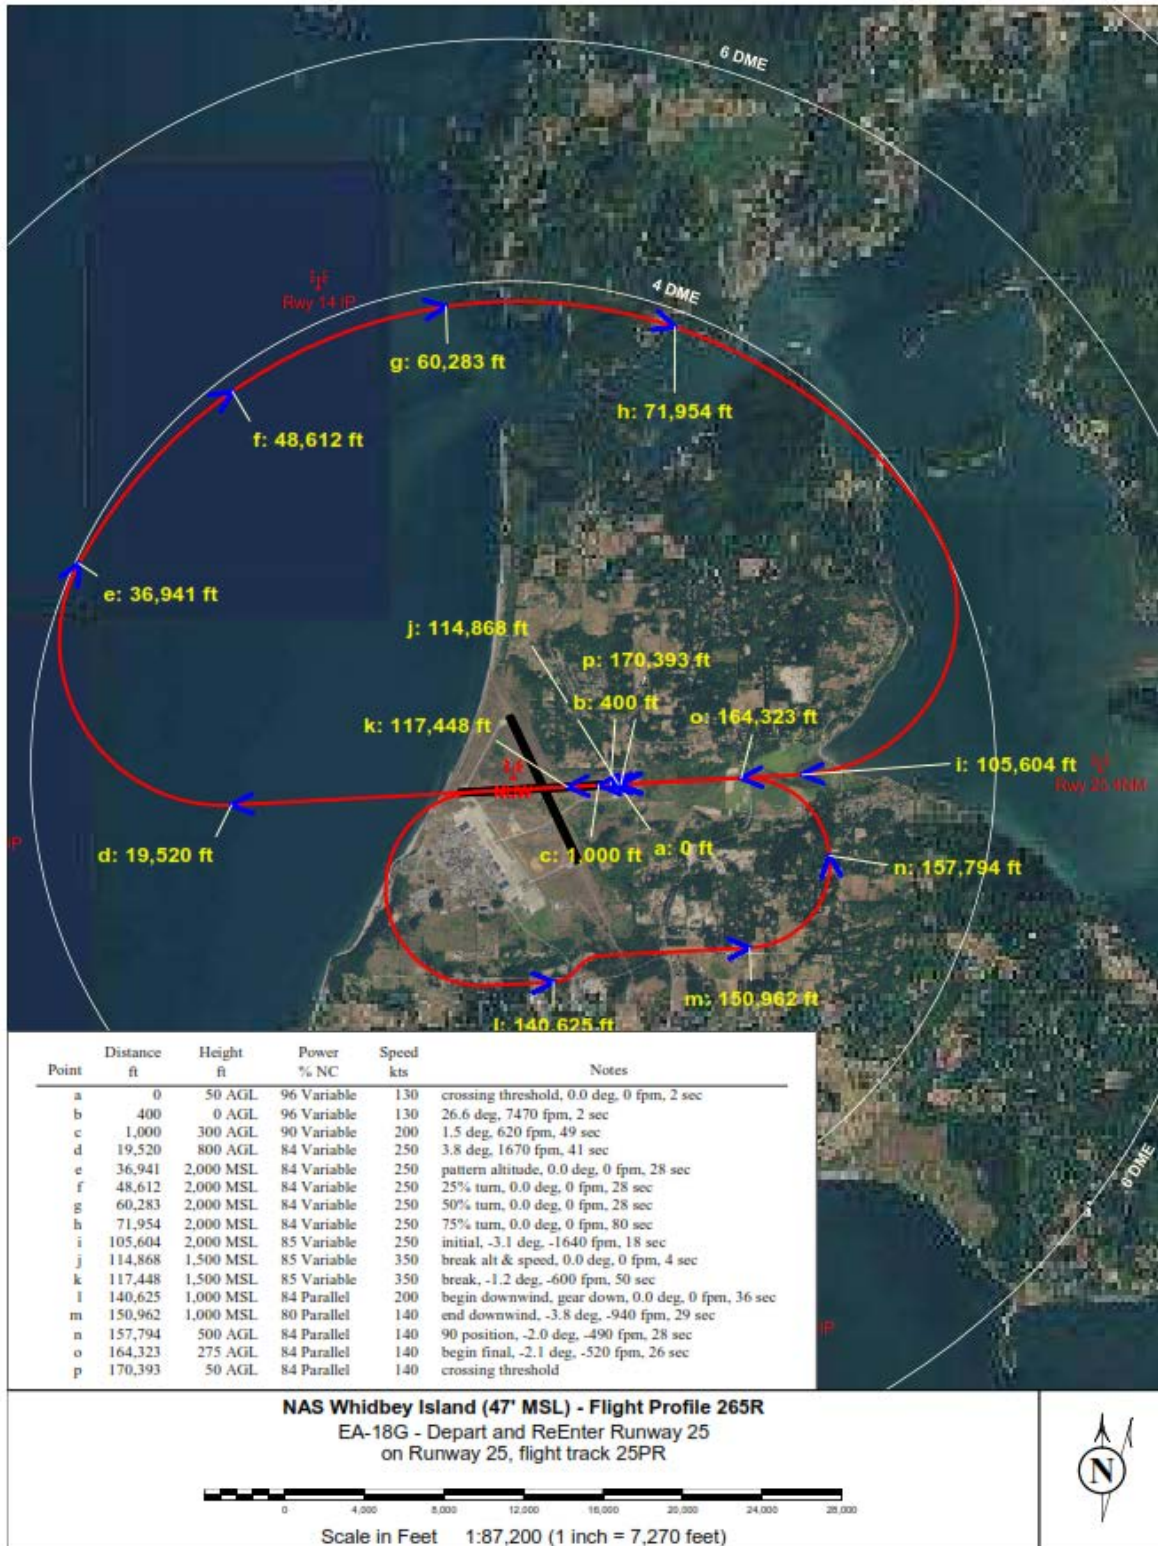 6 DME
4 DME
Rwy 14 IP
g: 60,283 ft
h: 71,954 ft
f: 48,612 ft
e: 36,941 ft
j: 114,868 ft
p: 170,393 ft
b: 400 ft
k: 117,448 ft
o: 164,323 ft
i: 105,604 ft
Rwy 25 4NM
d: 19,520 ft
c: 1,000 ft
a: 0 ft
n: 157,794 ft
m: 150,962 ft
l: 140,625 ft
6 DME
Point Distance ft Height ft Power % NC Speed kts Notes
a 0 50 AGL 96 Variable 130 crossing threshold, 0.0 deg, 0 fpm, 2 sec
b 400 0 AGL 96 Variable 130 26.6 deg, 7470 fpm, 2 sec
c 1,000 300 AGL 90 Variable 200 1.5 deg, 620 fpm, 49 sec
d 19,520 800 AGL 84 Variable 250 3.8 deg, 1670 fpm, 41 sec
e 36,941 2,000 MSL 84 Variable 250 pattern altitude, 0.0 deg, 0 fpm, 28 sec
f 48,612 2,000 MSL 84 Variable 250 25% turn, 0.0 deg, 0 fpm, 28 sec
g 60,283 2,000 MSL 84 Variable 250 50% turn, 0.0 deg, 0 fpm, 28 sec
h 71,954 2,000 MSL 84 Variable 250 75% turn, 0.0 deg, 0 fpm, 80 sec
i 105,604 2,000 MSL 85 Variable 250 initial, -3.1 deg, -1640 fpm, 18 sec
j 114,868 1,500 MSL 85 Variable 350 break alt & speed, 0.0 deg, 0 fpm, 4 sec
k 117,448 1,500 MSL 85 Variable 350 break, -1.2 deg, -600 fpm, 50 sec
l 140,625 1,000 MSL 84 Parallel 200 begin downwind, gear down, 0.0 deg, 0 fpm, 36 sec
m 150,962 1,000 MSL 80 Parallel 140 end downwind, -3.8 deg, -940 fpm, 29 sec
n 157,794 500 AGL 84 Parallel 140 90 position, -2.0 deg, -490 fpm, 28 sec
o 164,323 275 AGL 84 Parallel 140 begin final, -2.1 deg, -520 fpm, 26 sec
p 170,393 50 AGL 84 Parallel 140 crossing threshold
NAS Whidbey Island (47' MSL) - Flight Profile 265R
EA-18G - Depart and ReEnter Runway 25
on Runway 25, flight track 25PR
0 4,000 8,000 12,000 16,000 20,000 24,000 28,000
Scale in Feet 1:87,200 (1 inch = 7,270 feet)
N